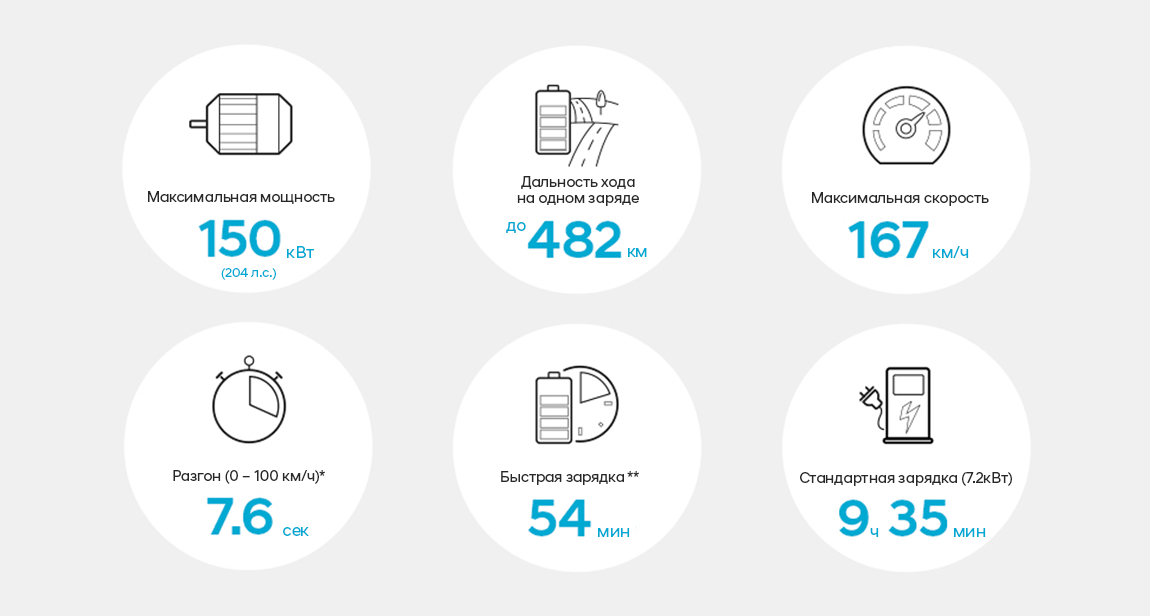 Максимальная мощность
150 кВт
(204 л.с.)
Дальность хода
на одном заряде
до 482 км
Максимальная скорость
167 км/ч
Разгон (0 – 100 км/ч)*
7.6 сек
Быстрая зарядка **
54 мин
Стандартная зарядка (7.2кВт)
9 ч 35 мин